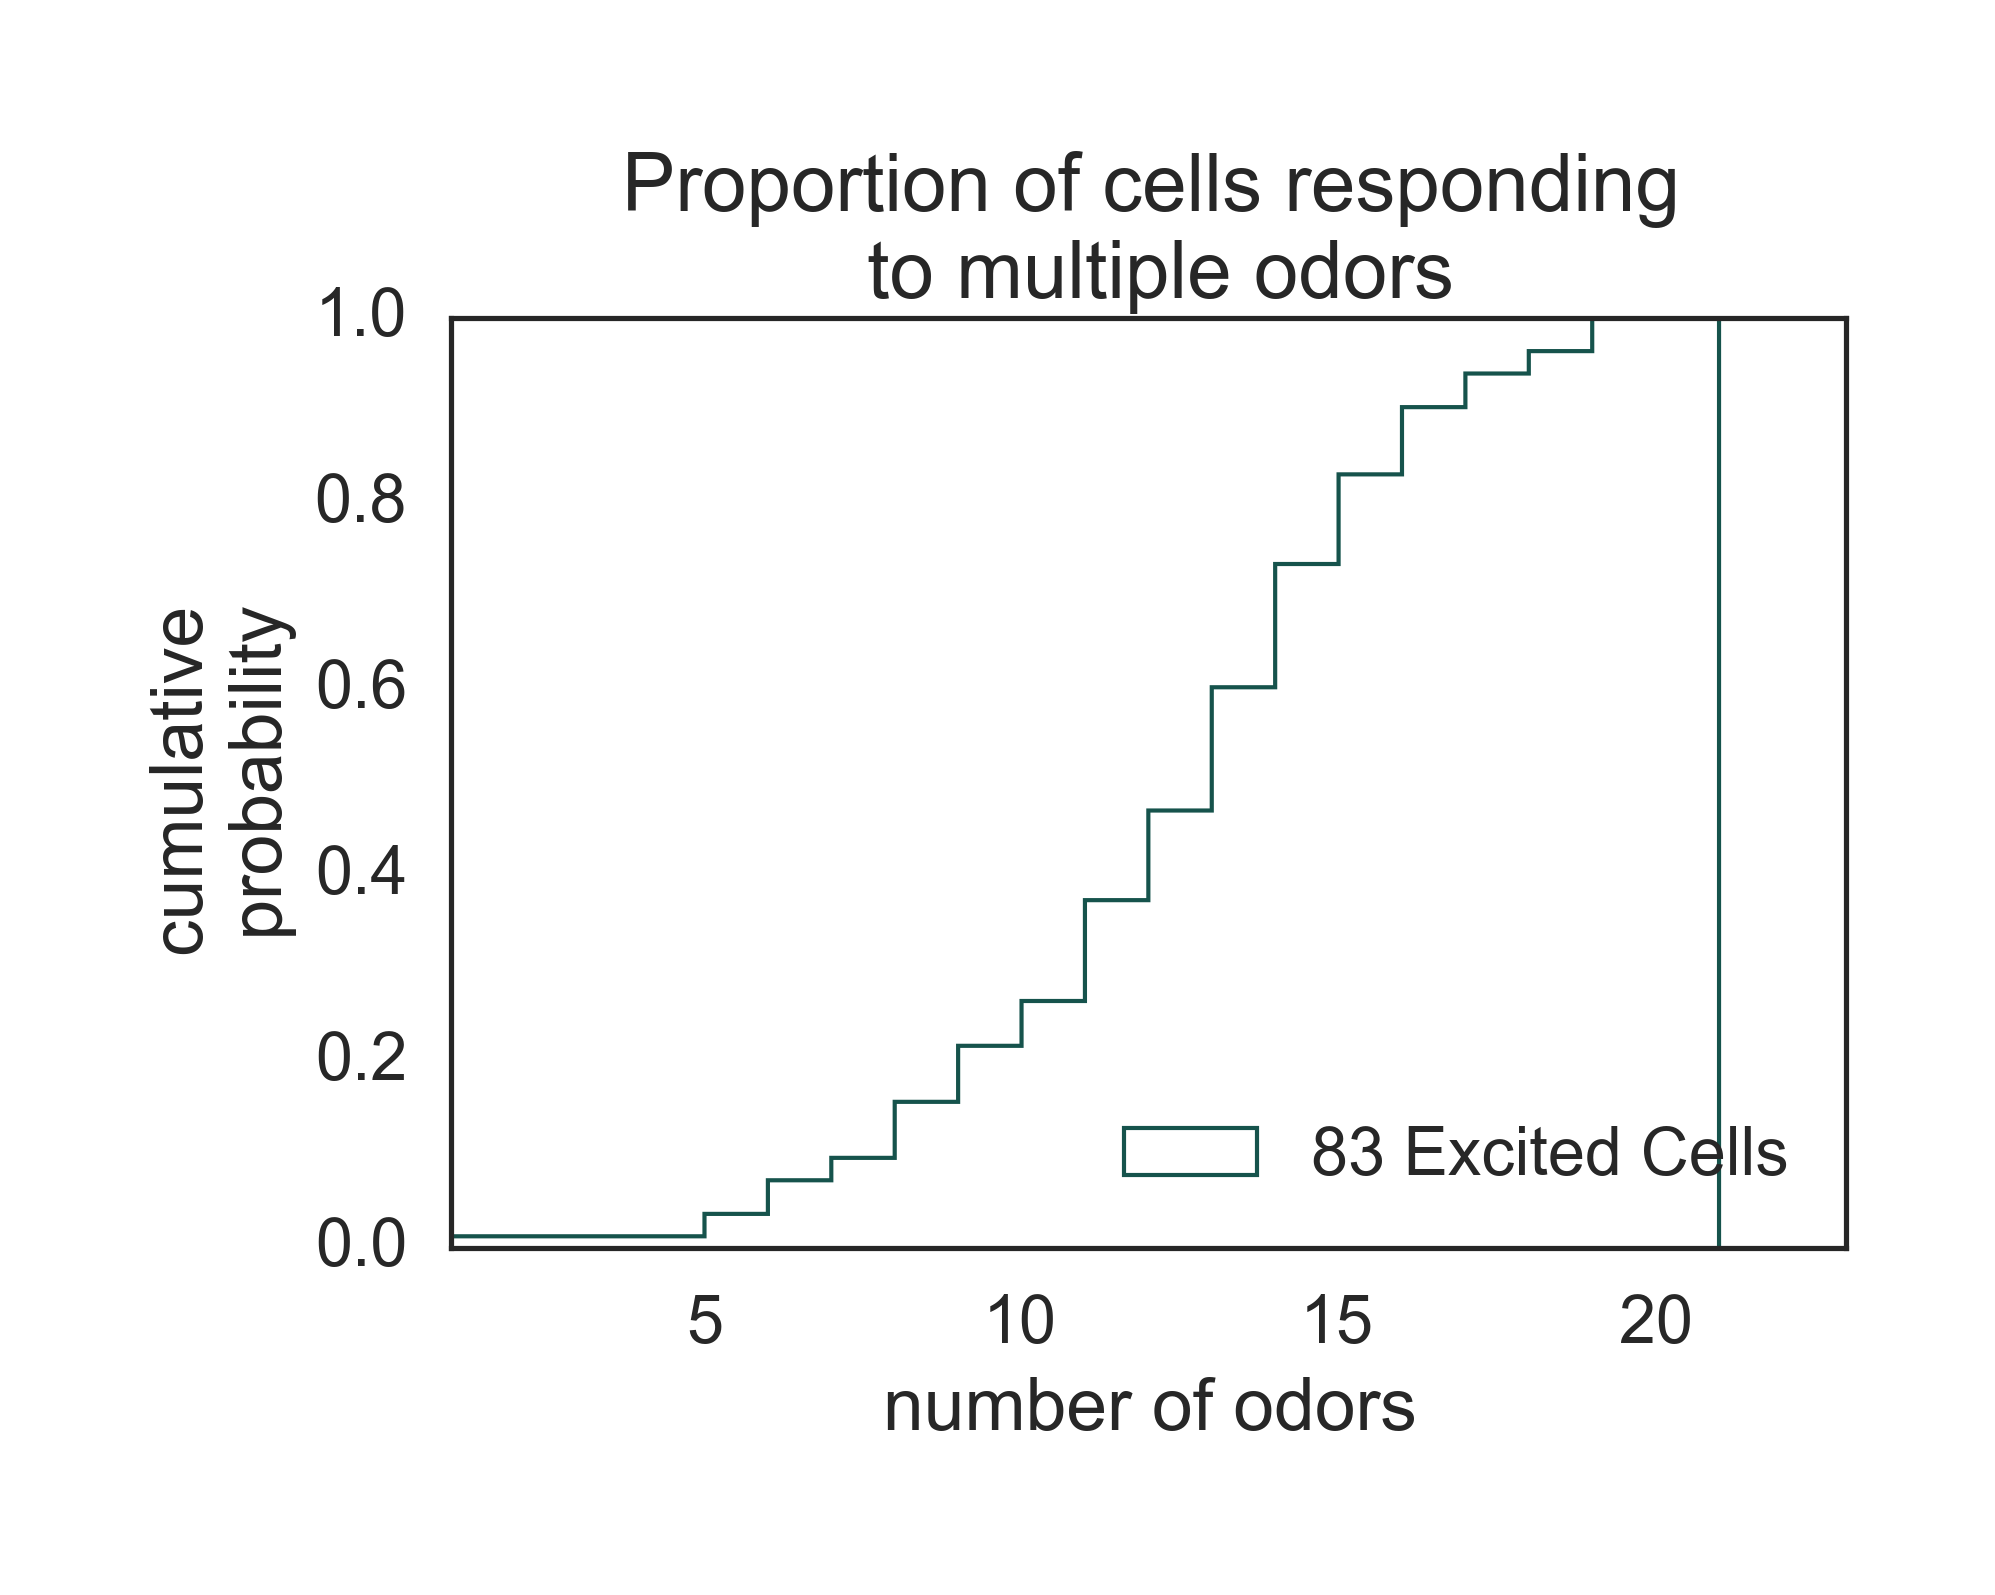 Proportion of cells responding
to multiple odors
1.0
0.8
0.6
0.4
0.2
0.0
cumulative
probability
83 Excited Cells
5 10 15 20
number of odors